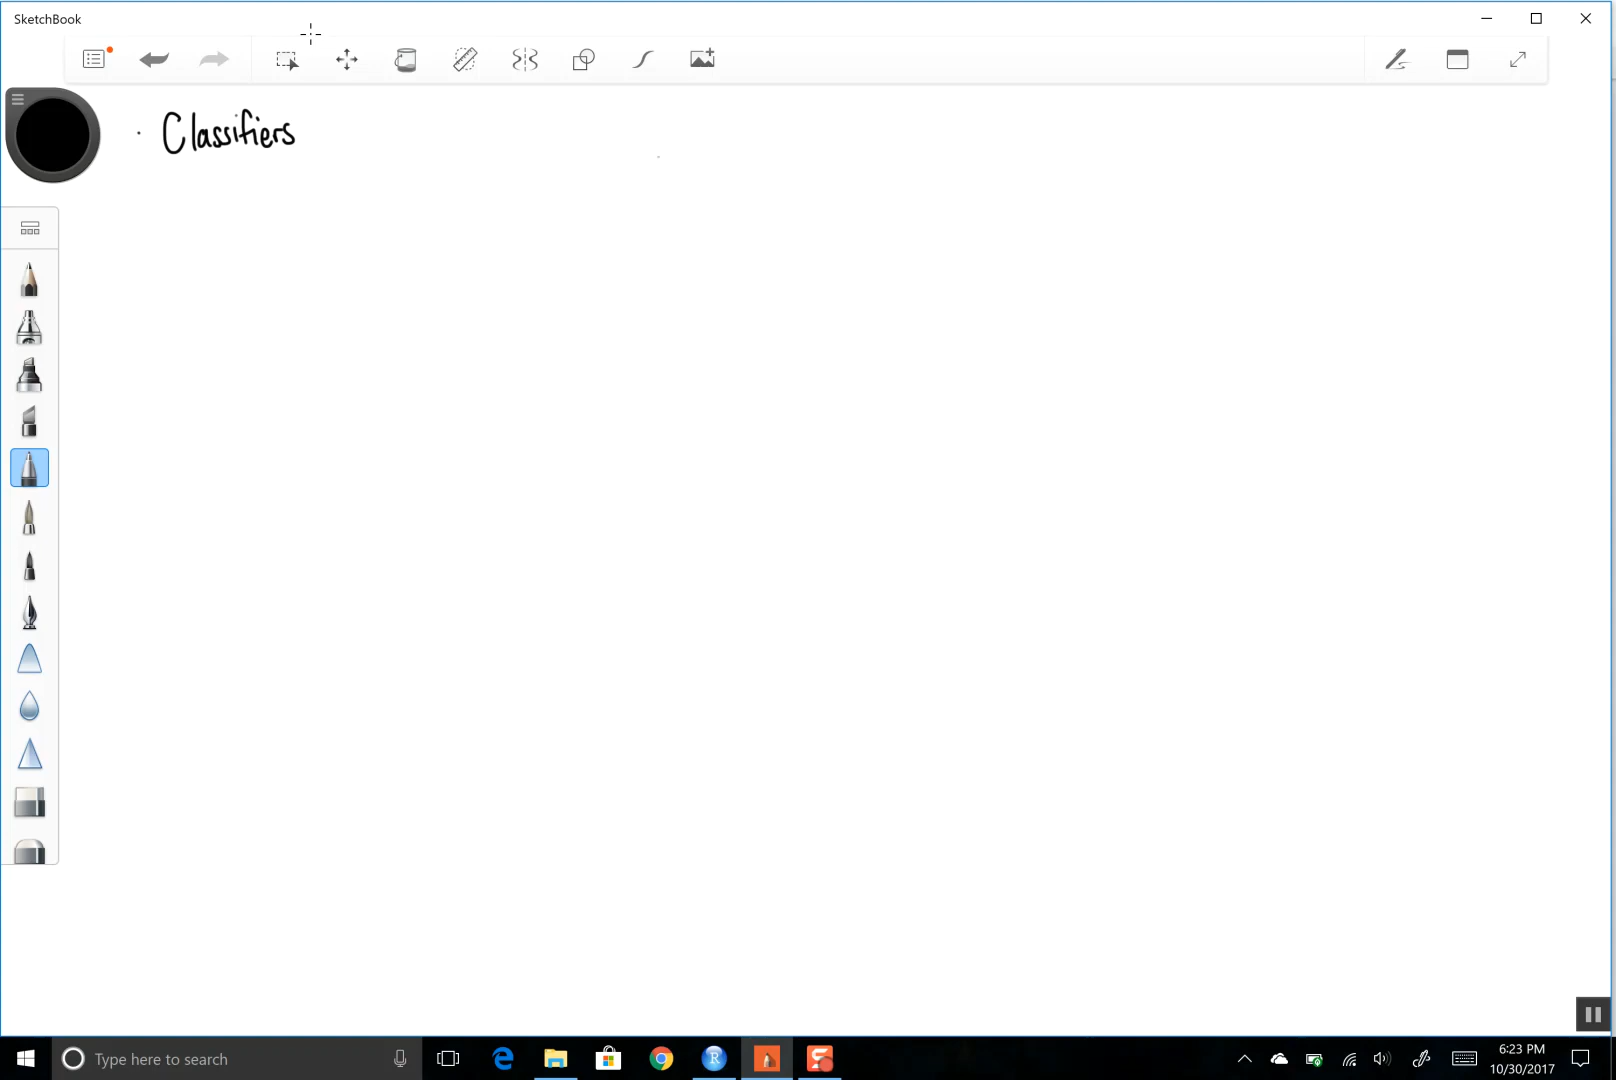 SketchBook
· Classifiers
Type here to search
6:23 PM
10/30/2017